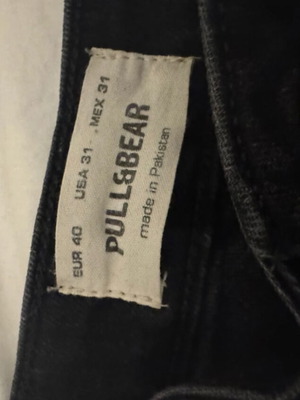 EUR 40 USA 31 MEX 31
PULL&BEAR
made in Pakistan